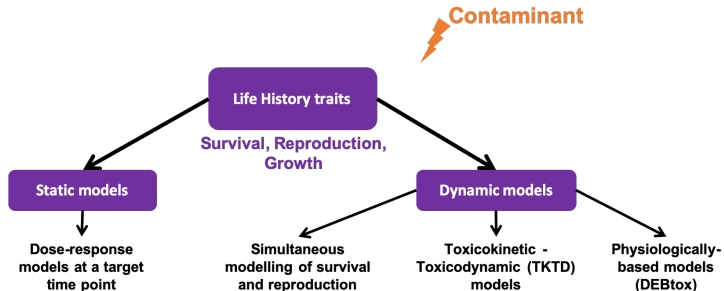 Contaminant
Life History traits
Survival, Reproduction,
Growth
Static models
Dynamic models
Dose-response
models at a target
time point
Simultaneous
modelling of survival
and reproduction
Toxicokinetic -
Toxicodynamic (TKTD)
models
Physiologically-
based models
(DEBtox)